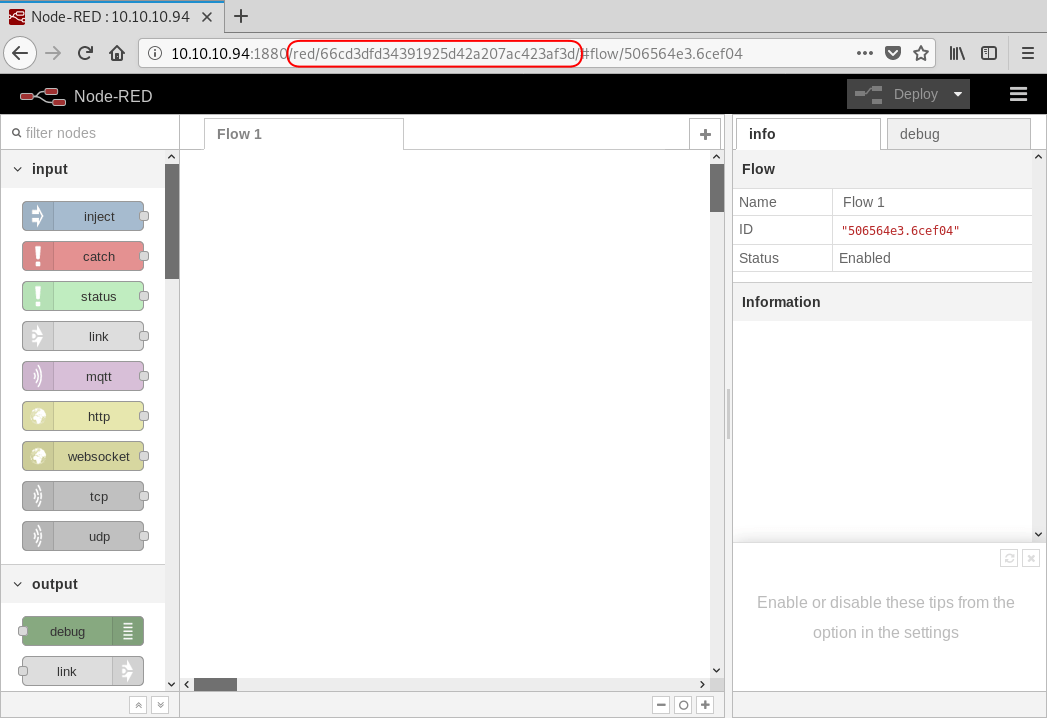 Node-RED : 10.10.10.94
10.10.10.94:1880/red/66cd3dfd34391925d42a207ac423af3d/#flow/506564e3.6cef04
Node-RED
Deploy
filter nodes
Flow 1
info
debug
input
inject
catch
status
link
mqtt
http
websocket
tcp
udp
output
debug
link
Flow
Name Flow 1
ID "506564e3.6cef04"
Status Enabled
Information
Enable or disable these tips from the
option in the settings